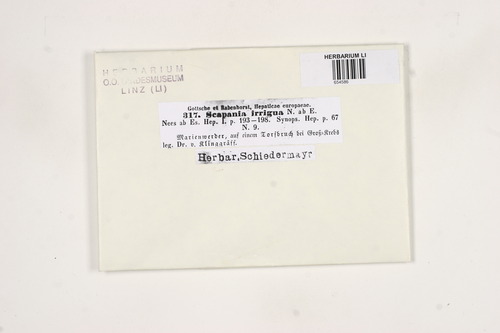 HERBARIUM
O.O. LANDESMUSEUM
LINZ (LI)
HERBARIUM LI
Gottsche et Rabenhorst, Hepaticae europaeae.
317. Scapania irrigua N. ab E.
Nees ab Es. Hep. I. p. 193—198. Synops. Hep. p. 67
N. 9.
Marienwerder, auf einem Torfbruch bei Groß-Krebs
leg. Dr. v. Klinggräff.
Herbar, Schiedermayr